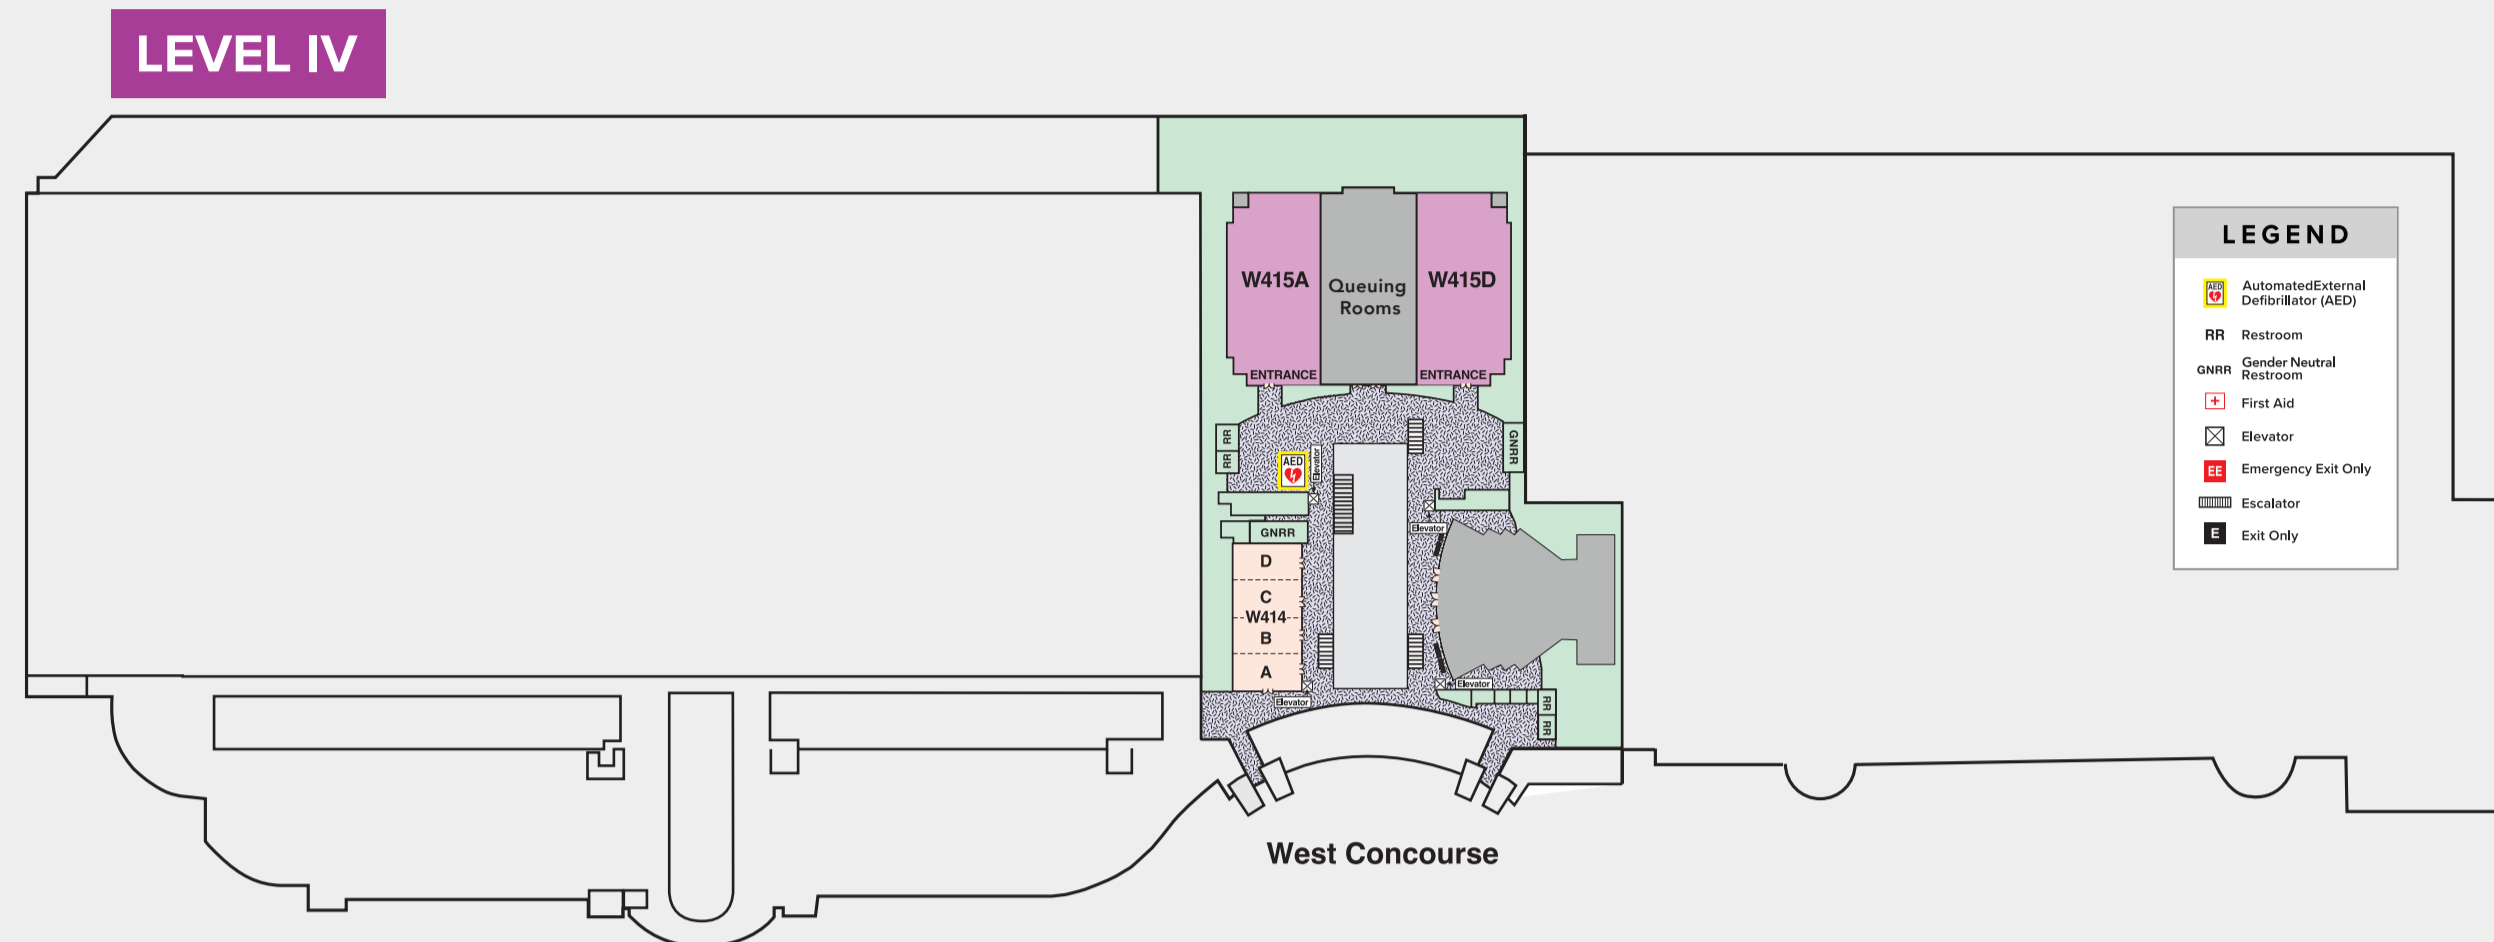 LEVEL IV
W415A
Queuing
Rooms
W415D
ENTRANCE
ENTRANCE
RR
RR
AED
Elevator
GNRR
GNRR
Elevator
D
C
W414
B
A
Elevator
Elevator
RR
RR
West Concourse
LEGEND
AED
AutomatedExternal
Defibrillator (AED)
RR
Restroom
GNRR
Gender Neutral
Restroom
First Aid
Elevator
EE
Emergency Exit Only
Escalator
E
Exit Only